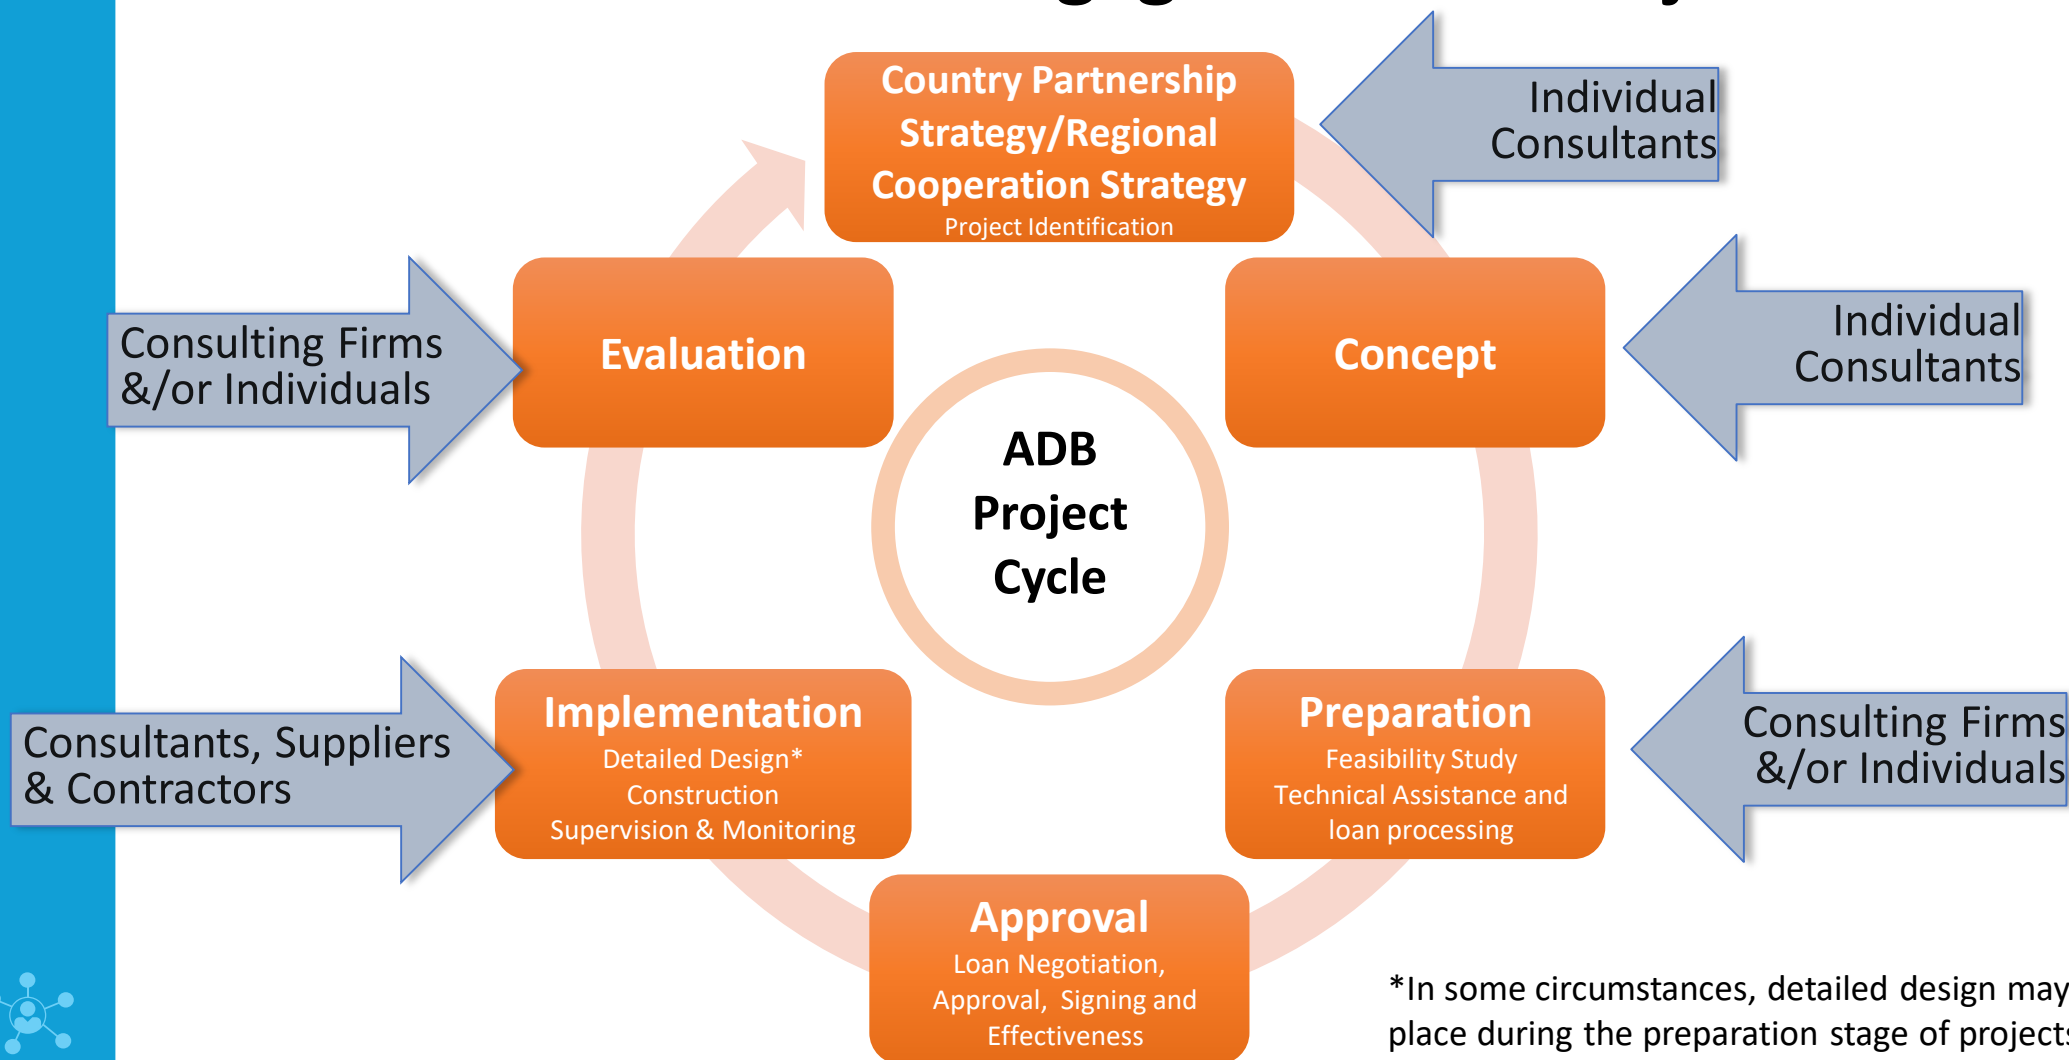 Country Partnership
Strategy/Regional
Cooperation Strategy
Project Identification
Individual
Consultants
Evaluation
Concept
Consulting Firms
&/or Individuals
Individual
Consultants
ADB
Project
Cycle
Implementation
Detailed Design*
Construction
Supervision & Monitoring
Preparation
Feasibility Study
Technical Assistance and
loan processing
Consultants, Suppliers
& Contractors
Consulting Firms
&/or Individuals
Approval
Loan Negotiation,
Approval, Signing and
Effectiveness
*In some circumstances, detailed design may
place during the preparation stage of projects